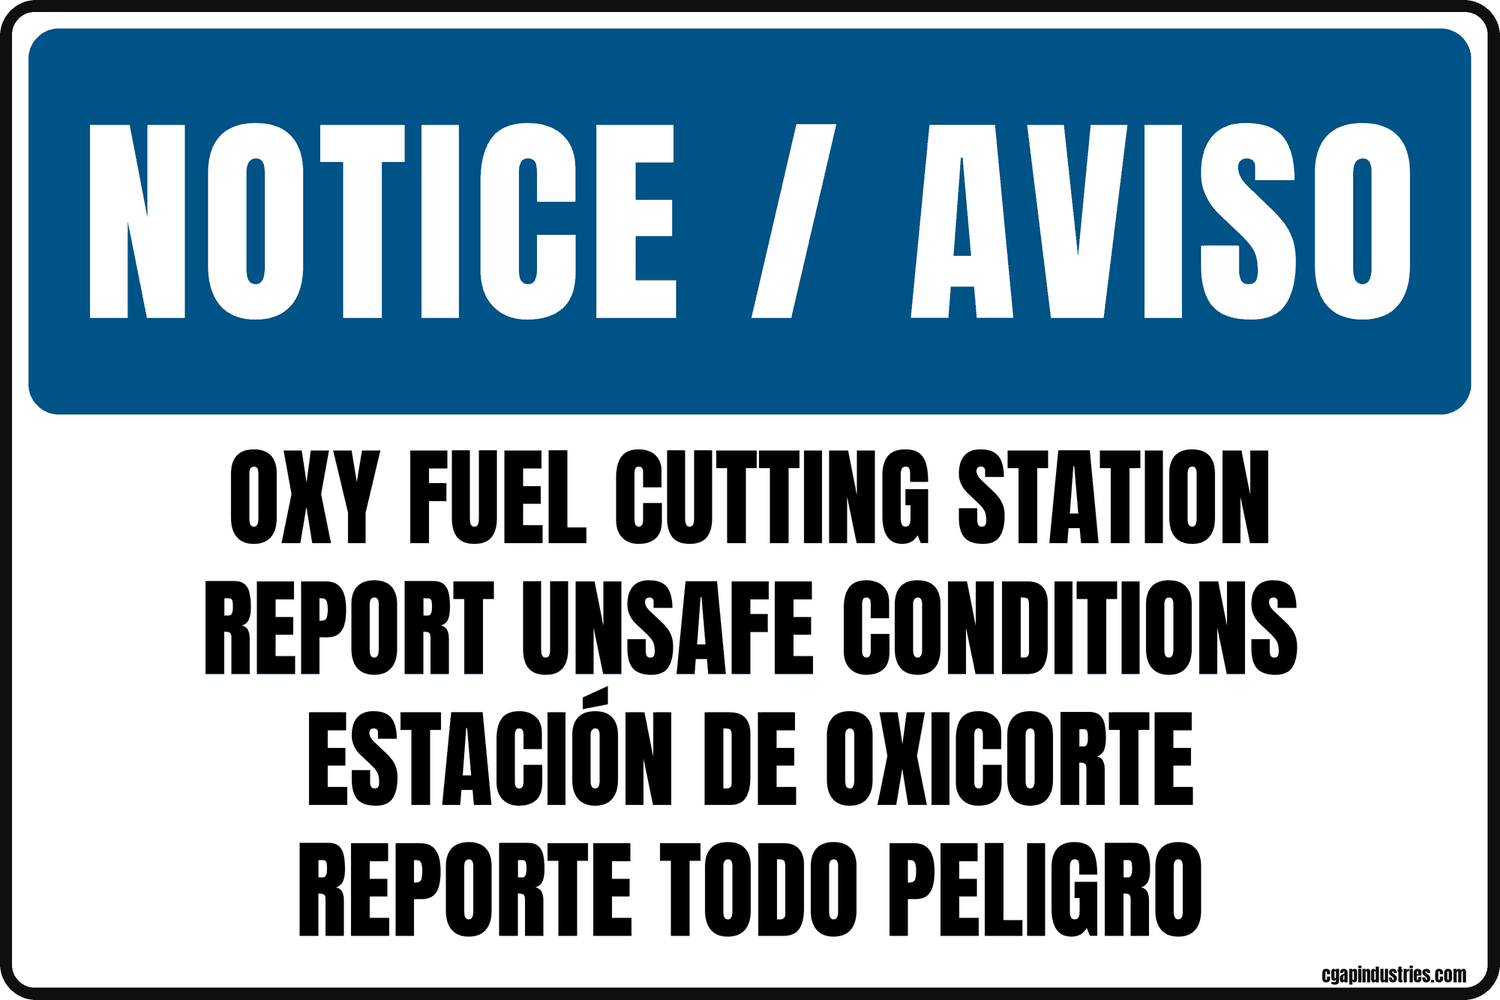 NOTICE / AVISO
OXY FUEL CUTTING STATION
REPORT UNSAFE CONDITIONS
ESTACIÓN DE OXICORTE
REPORTE TODO PELIGRO
cgapindustries.com